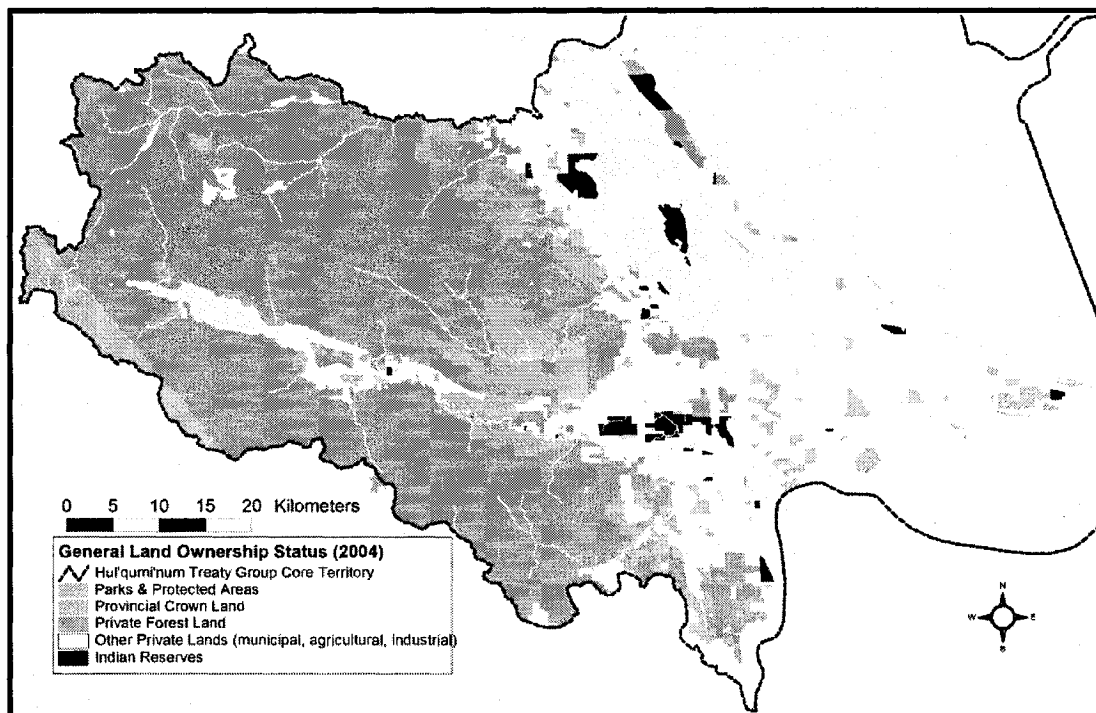 0 5 10 15 20 Kilometers
General Land Ownership Status (2004)
Hul'qumi'num Treaty Group Core Territory
Parks & Protected Areas
Provincial Crown Land
Private Forest Land
Other Private Lands (municipal, agricultural, Industrial)
Indian Reserves
N
W E
S